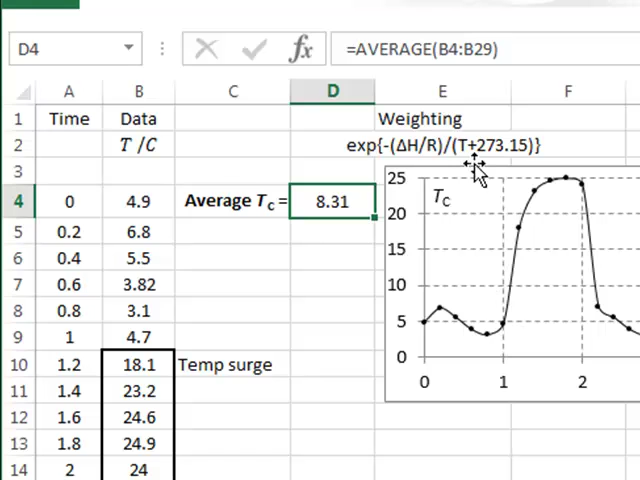 D4 fx =AVERAGE(B4:B29)
A B C D E F
1 Time Data Weighting
2 T /C exp{-(ΔH/R)/(T+273.15)}
3
4 0 4.9 Average TC = 8.31
5 0.2 6.8
6 0.4 5.5
7 0.6 3.82
8 0.8 3.1
9 1 4.7
10 1.2 18.1 Temp surge
11 1.4 23.2
12 1.6 24.6
13 1.8 24.9
14 2 24
25 TC
20
15
10
5
0
0 1 2